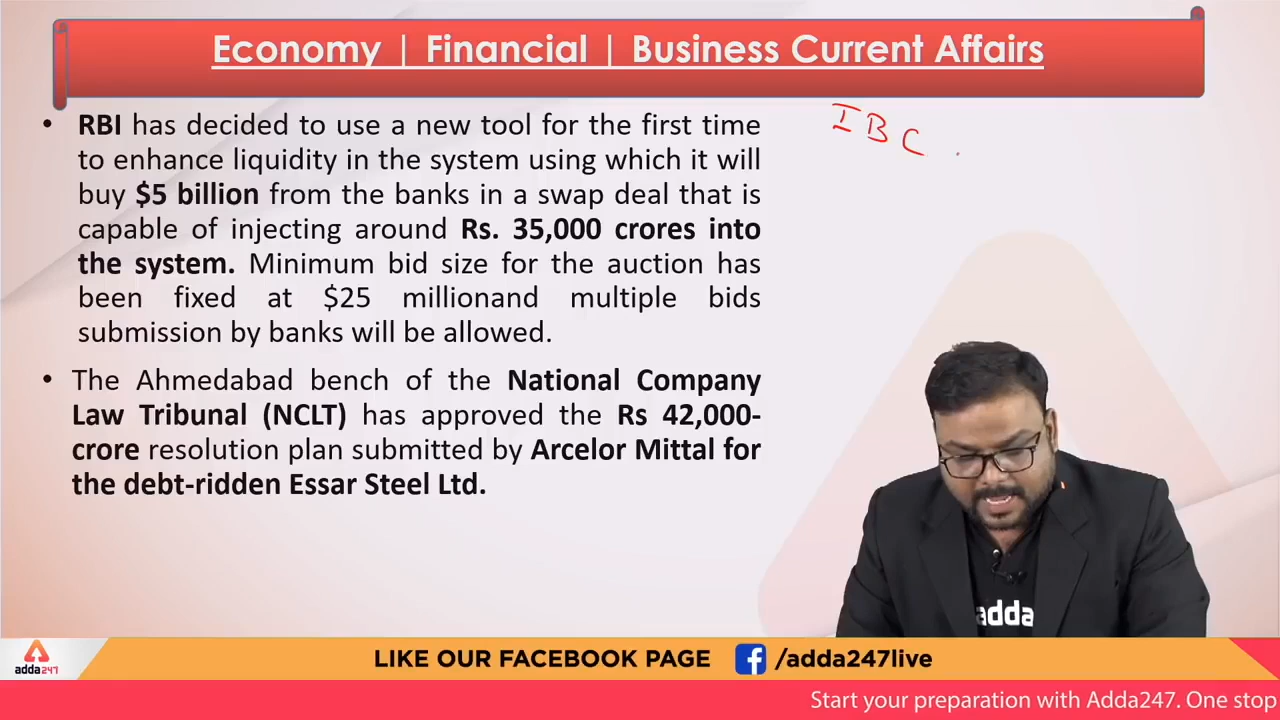 Economy | Financial | Business Current Affairs
• RBI has decided to use a new tool for the first time
to enhance liquidity in the system using which it will
buy $5 billion from the banks in a swap deal that is
capable of injecting around Rs. 35,000 crores into
the system. Minimum bid size for the auction has
been fixed at $25 millionand multiple bids
submission by banks will be allowed.
• The Ahmedabad bench of the National Company
Law Tribunal (NCLT) has approved the Rs 42,000-
crore resolution plan submitted by Arcelor Mittal for
the debt-ridden Essar Steel Ltd.
IBC
adda
adda247
LIKE OUR FACEBOOK PAGE f /adda247live
Start your preparation with Adda247. One stop